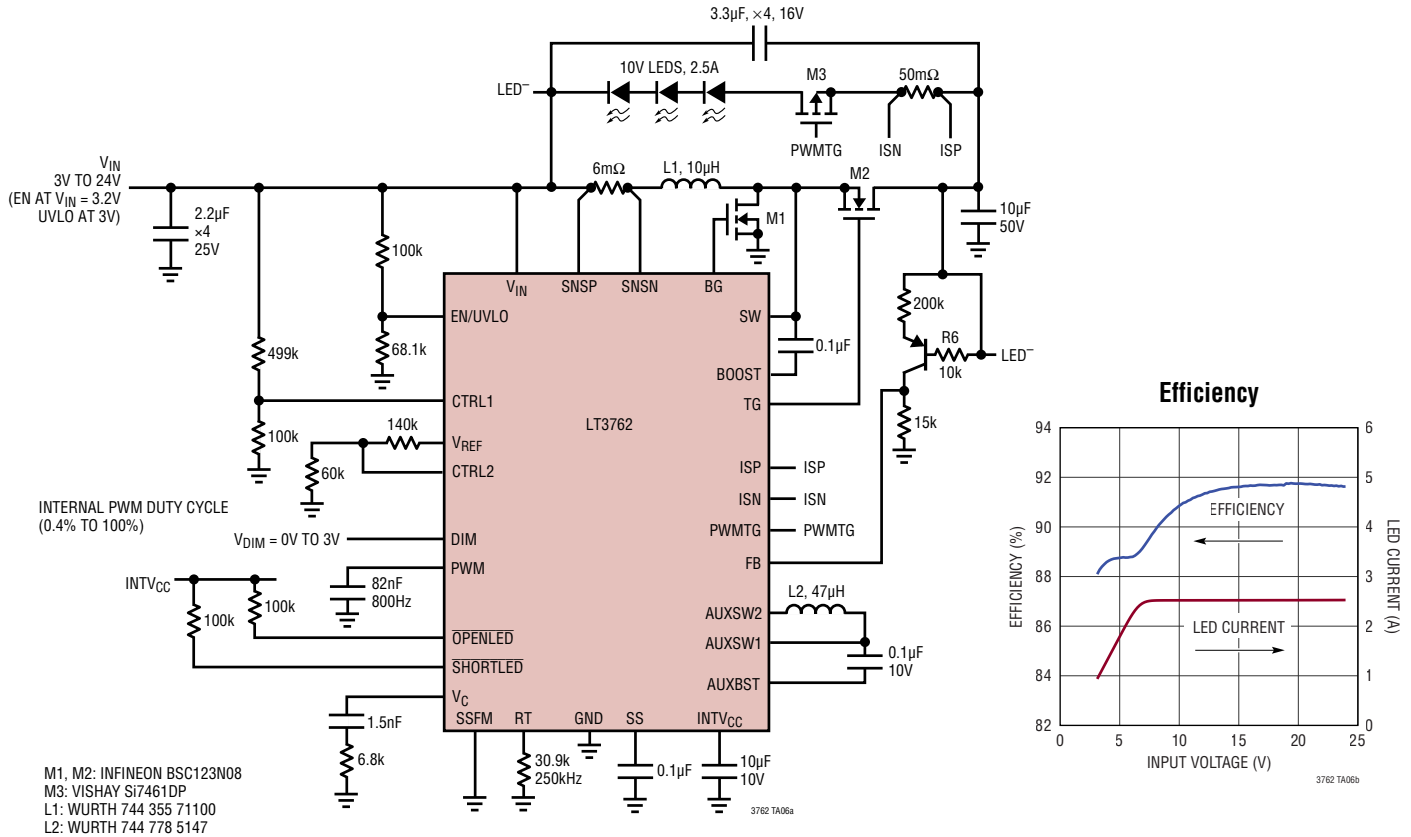 3.3µF, ×4, 16V
10V LEDS, 2.5A
M3
50mΩ
LED–
PWMTG
ISN
ISP
VIN
3V TO 24V
(EN AT VIN = 3.2V
UVLO AT 3V)
6mΩ
L1, 10µH
M2
2.2µF
×4
25V
100k
M1
10µF
50V
VIN
SNSP
SNSN
BG
EN/UVLO
SW
200k
499k
68.1k
0.1µF
R6
10k
LED–
BOOST
CTRL1
TG
100k
140k
VREF
LT3762
15k
60k
CTRL2
ISP
ISP
ISN
ISN
INTERNAL PWM DUTY CYCLE
(0.4% TO 100%)
VDIM = 0V TO 3V
DIM
PWMTG
PWMTG
PWM
FB
82nF
800Hz
INTVCC
100k
100k
L2, 47µH
AUXSW2
OPENLED
AUXSW1
SHORTLED
0.1µF
10V
AUXBST
VC
SSFM
RT
GND
SS
INTVCC
1.5nF
6.8k
30.9k
250kHz
0.1µF
10µF
10V
3762 TA06a
M1, M2: INFINEON BSC123N08
M3: VISHAY Si7461DP
L1: WURTH 744 355 71100
L2: WURTH 744 778 5147
Efficiency
94
92
90
88
86
84
82
EFFICIENCY (%)
6
5
4
3
2
1
0
LED CURRENT (A)
EFFICIENCY
LED CURRENT
0
5
10
15
20
25
INPUT VOLTAGE (V)
3762 TA06b